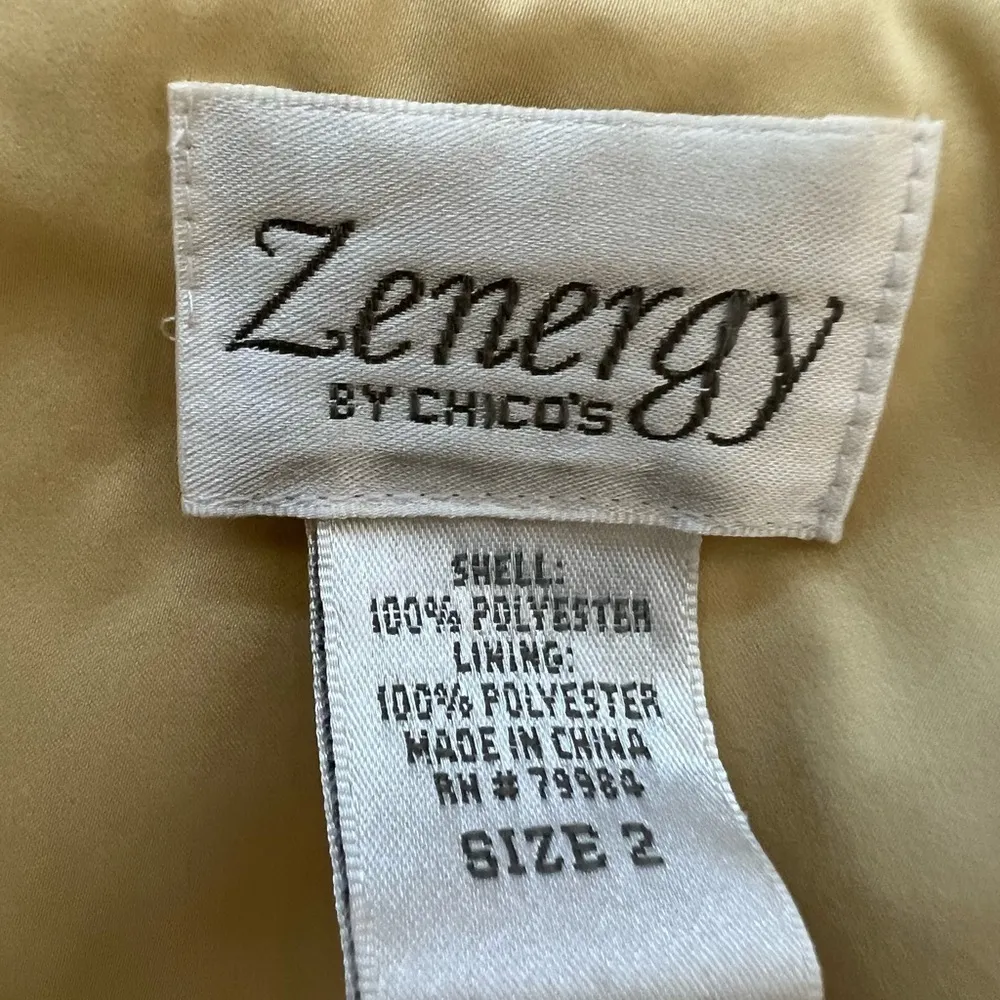 Zenergy
BY CHICO'S
SHELL:
100% POLYESTER
LINING:
100% POLYESTER
MADE IN CHINA
RN # 79984
SIZE 2